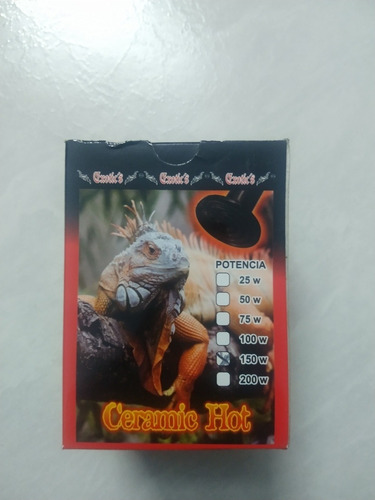 Exotic's Exotic's Exotic's
POTENCIA
25 w
50 w
75 w
100 w
150 w
200 w
Ceramic Hot